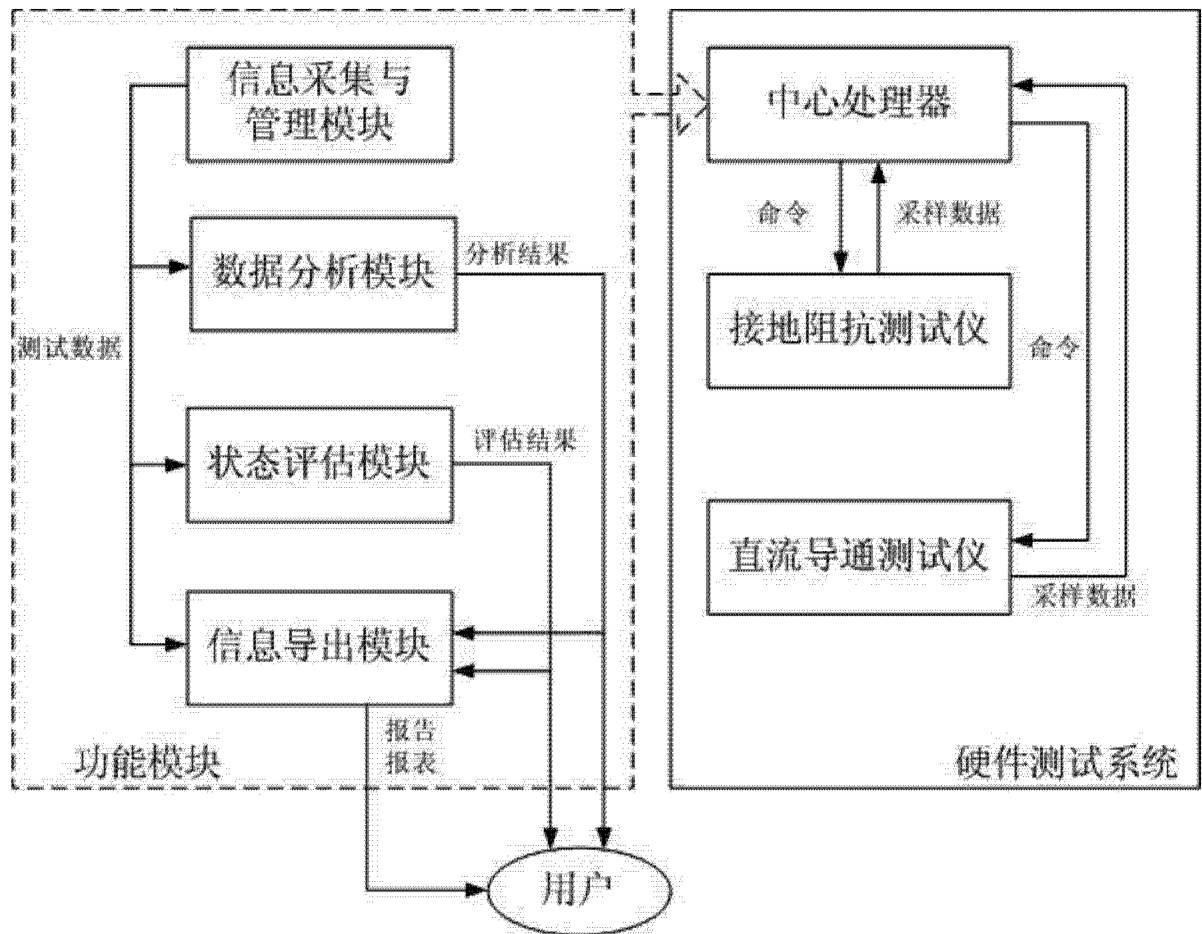 信息采集与
管理模块
数据分析模块
分析结果
测试数据
状态评估模块
评估结果
信息导出模块
报告
报表
功能模块
中心处理器
命令
采样数据
接地阻抗测试仪
命令
直流导通测试仪
采样数据
硬件测试系统
用户